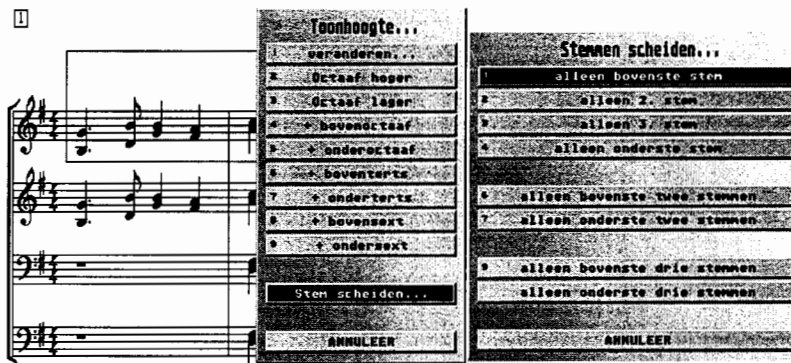 1
Toonhoogte...
1 veranderen...
2 Octaaf hoger
3 Octaaf lager
4 + bovenoctaaf
5 + onderoctaaf
6 + boventerts
7 + onderterts
8 + bovensext
9 + ondersext
Stem scheiden...
ANNULEER
Stemmen scheiden...
1 alleen bovenste stem
2 alleen 2. stem
3 alleen 3. stem
4 alleen onderste stem
6 alleen bovenste twee stemmen
7 alleen onderste twee stemmen
9 alleen bovenste drie stemmen
alleen onderste drie stemmen
ANNULEER